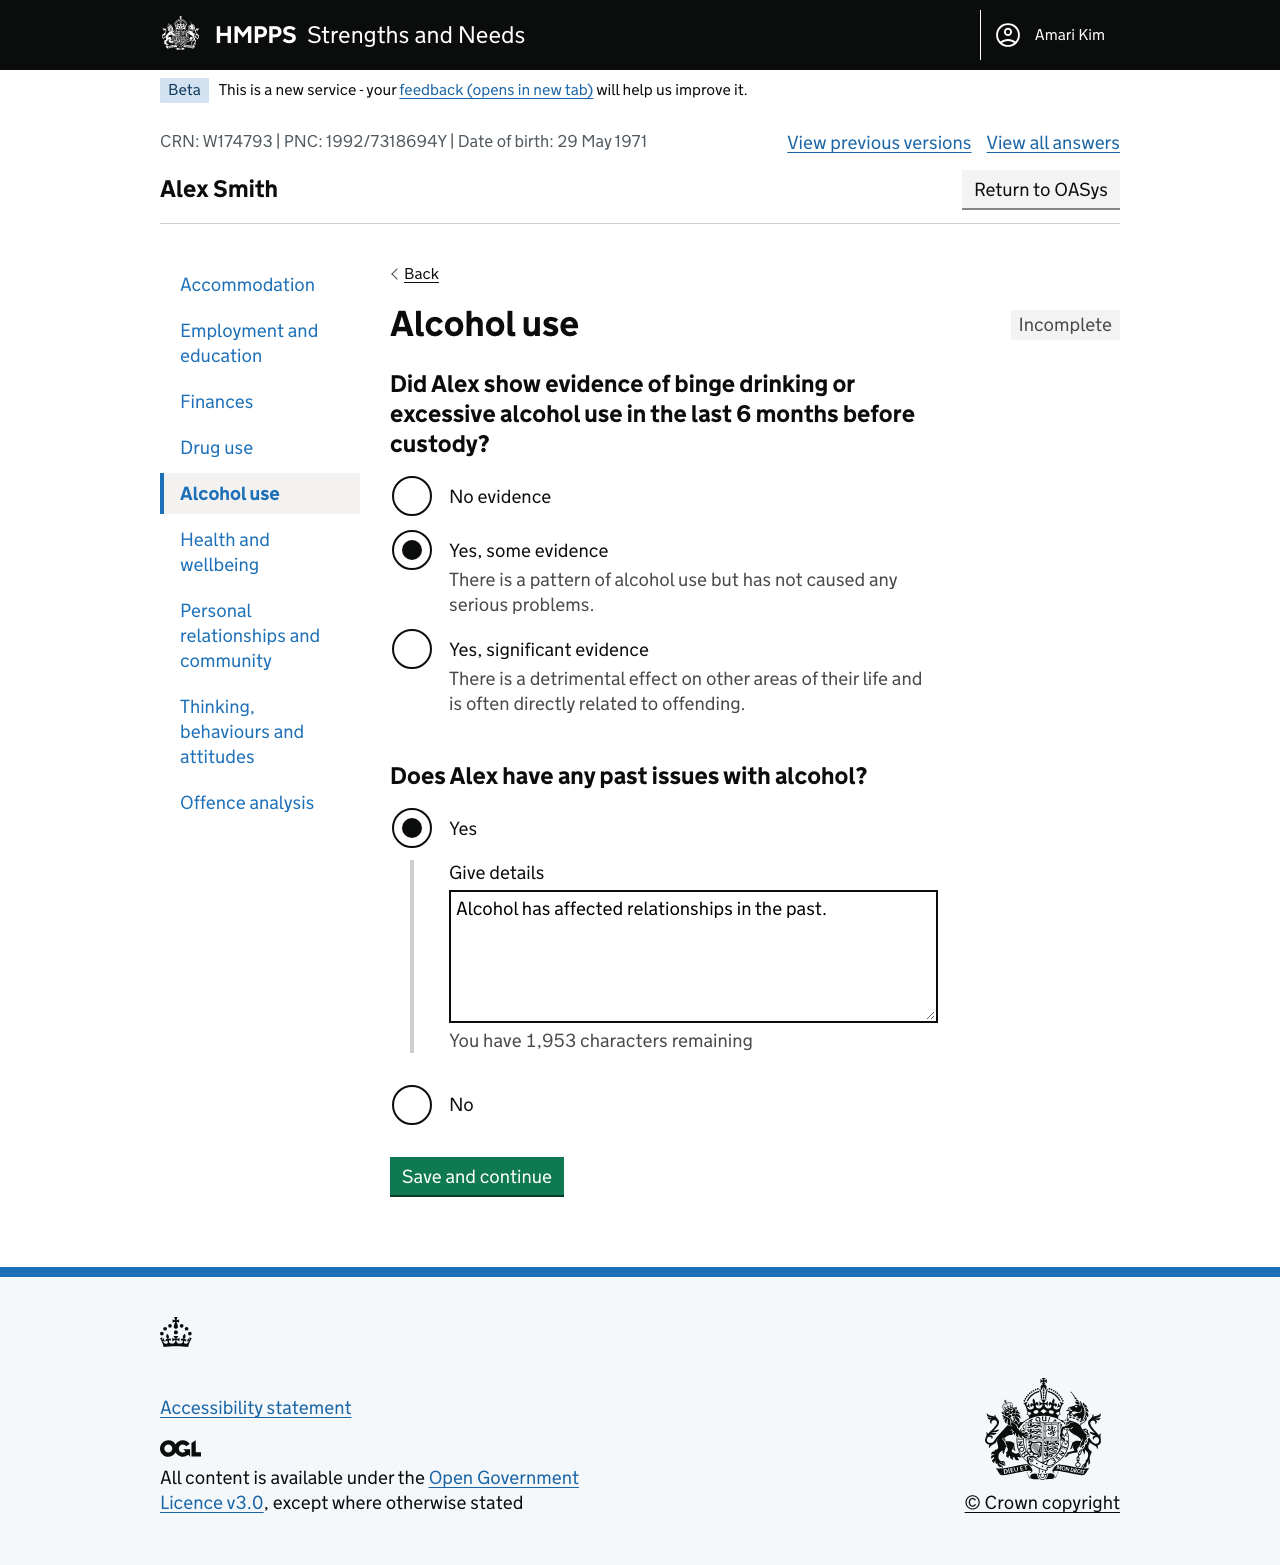 HMPPS Strengths and Needs
Amari Kim
Beta This is a new service - your feedback (opens in new tab) will help us improve it.
CRN: W174793 | PNC: 1992/7318694Y | Date of birth: 29 May 1971
View previous versions View all answers
Alex Smith
Return to OASys
Accommodation
Employment and
education
Finances
Drug use
Alcohol use
Health and
wellbeing
Personal
relationships and
community
Thinking,
behaviours and
attitudes
Offence analysis
Back
Alcohol use
Incomplete
Did Alex show evidence of binge drinking or
excessive alcohol use in the last 6 months before
custody?
No evidence
Yes, some evidence
There is a pattern of alcohol use but has not caused any
serious problems.
Yes, significant evidence
There is a detrimental effect on other areas of their life and
is often directly related to offending.
Does Alex have any past issues with alcohol?
Yes
Give details
Alcohol has affected relationships in the past.
You have 1,953 characters remaining
No
Save and continue
Accessibility statement
OGL
All content is available under the Open Government
Licence v3.0, except where otherwise stated
© Crown copyright